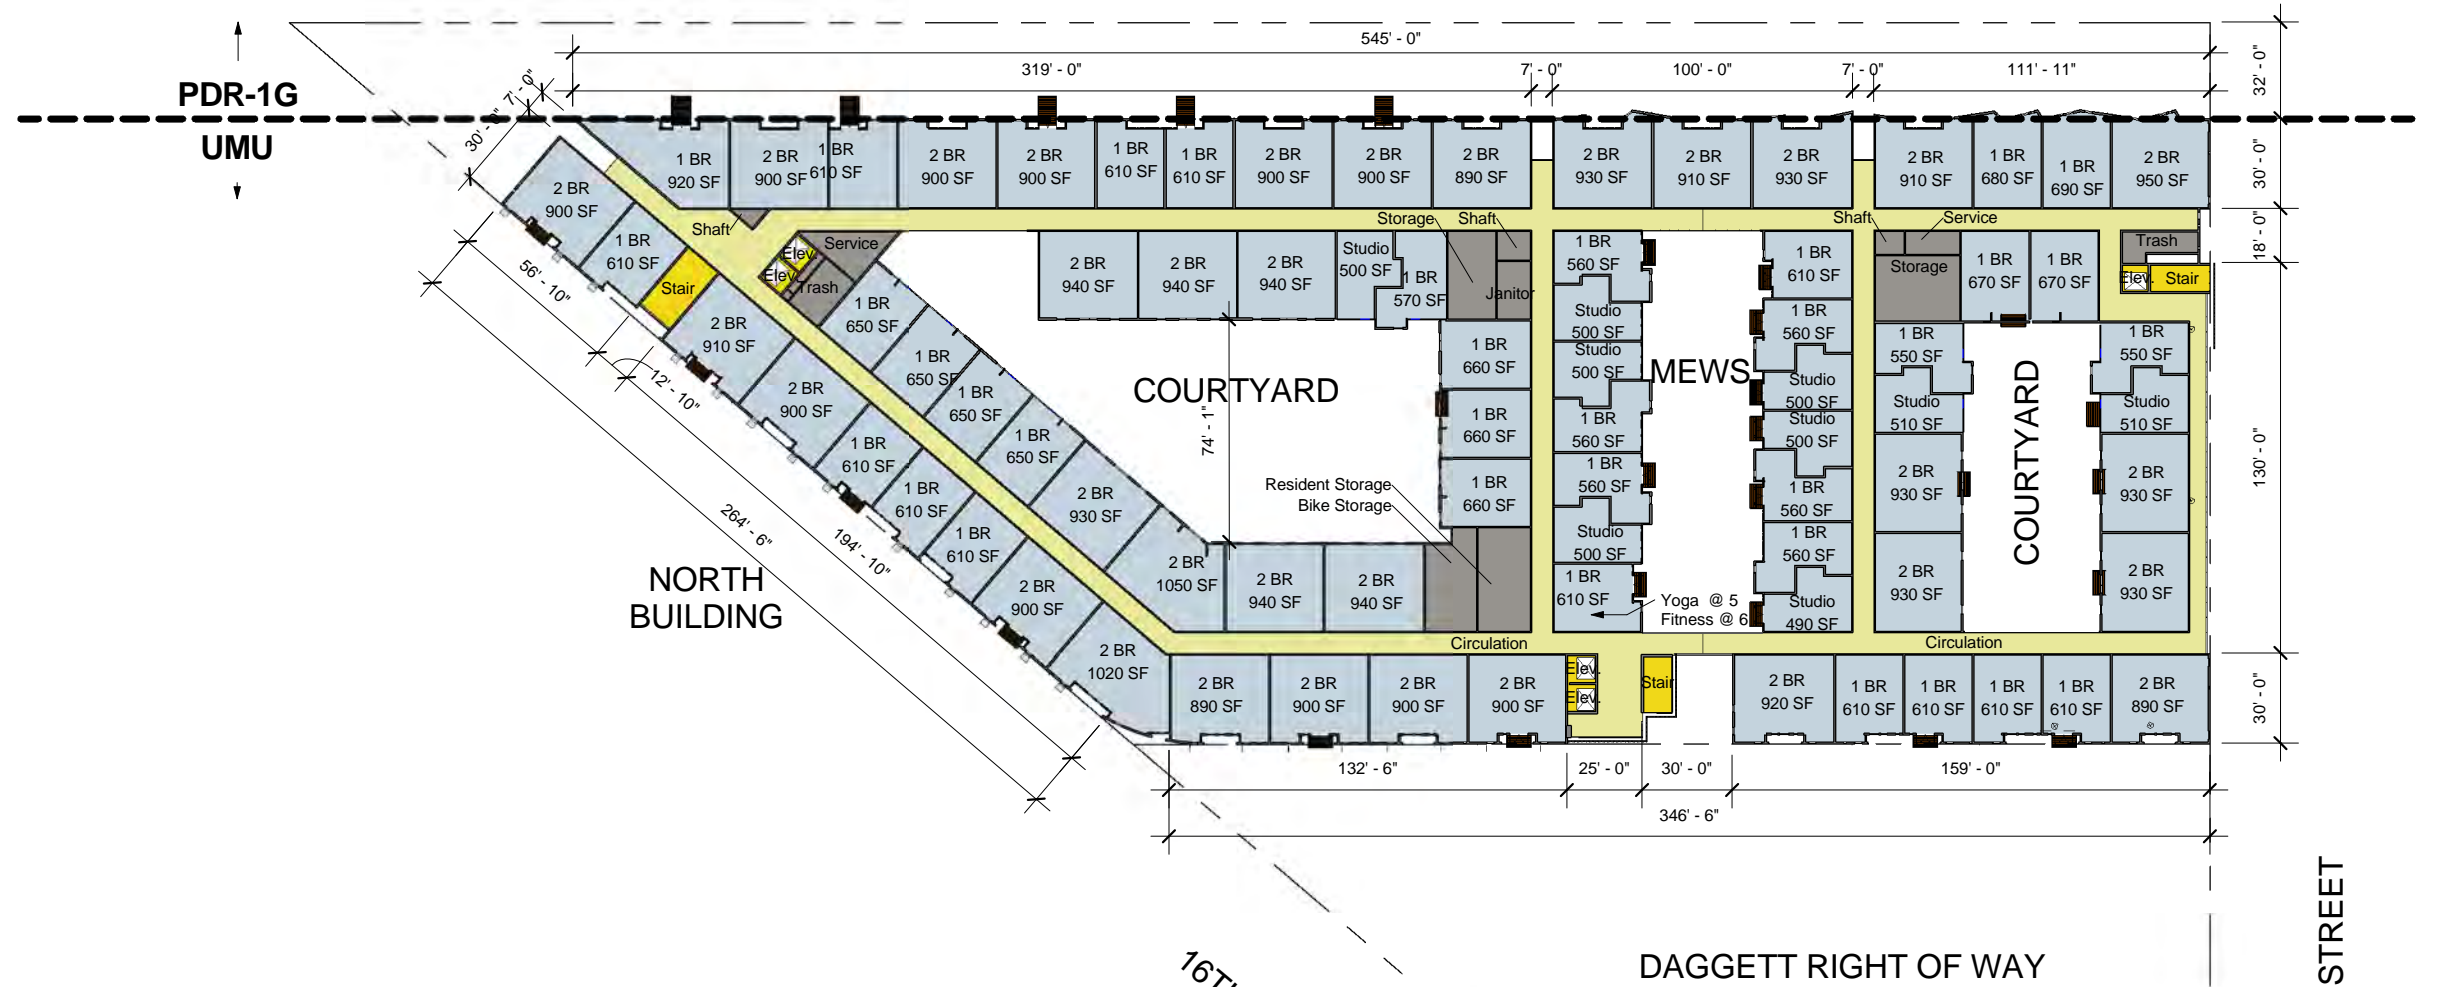 545' - 0"
319' - 0"
7' - 0"
100' - 0"
7' - 0"
111' - 11"
32' - 0"
PDR-1G
UMU
7' - 0"
30' - 0"
1 BR
920 SF
2 BR
900 SF
1 BR
610 SF
2 BR
900 SF
2 BR
900 SF
1 BR
610 SF
1 BR
610 SF
2 BR
900 SF
2 BR
900 SF
2 BR
890 SF
2 BR
930 SF
2 BR
910 SF
2 BR
930 SF
2 BR
910 SF
1 BR
680 SF
1 BR
690 SF
2 BR
950 SF
30' - 0"
18' - 0"
130' - 0"
30' - 0"
2 BR
900 SF
1 BR
610 SF
Stair
Shaft
Elev.
Elev.
Service
Trash
56' - 10"
12' - 10"
264' - 6"
194' - 10"
2 BR
910 SF
2 BR
900 SF
1 BR
610 SF
1 BR
610 SF
1 BR
610 SF
2 BR
900 SF
2 BR
1020 SF
1 BR
650 SF
1 BR
650 SF
1 BR
650 SF
1 BR
650 SF
2 BR
930 SF
2 BR
1050 SF
2 BR
940 SF
2 BR
940 SF
2 BR
940 SF
2 BR
940 SF
2 BR
940 SF
Studio
500 SF
1 BR
570 SF
Storage
Shaft
Janitor
COURTYARD
74' - 1"
1 BR
660 SF
1 BR
660 SF
1 BR
660 SF
Resident Storage
Bike Storage
1 BR
560 SF
Studio
500 SF
Studio
500 SF
1 BR
560 SF
1 BR
560 SF
Studio
500 SF
1 BR
610 SF
MEWS
Yoga @ 5
Fitness @ 6
1 BR
610 SF
1 BR
560 SF
Studio
500 SF
Studio
500 SF
1 BR
560 SF
1 BR
560 SF
Studio
490 SF
Shaft
Service
Storage
1 BR
670 SF
1 BR
670 SF
Trash
Elev.
Stair
1 BR
550 SF
Studio
510 SF
2 BR
930 SF
2 BR
930 SF
COURTYARD
1 BR
550 SF
Studio
510 SF
2 BR
930 SF
2 BR
930 SF
NORTH
BUILDING
Circulation
Circulation
2 BR
890 SF
2 BR
900 SF
2 BR
900 SF
2 BR
900 SF
Elev.
Elev.
Stair
2 BR
920 SF
1 BR
610 SF
1 BR
610 SF
1 BR
610 SF
1 BR
610 SF
2 BR
890 SF
132' - 6"
25' - 0"
30' - 0"
159' - 0"
346' - 6"
DAGGETT RIGHT OF WAY
STREET